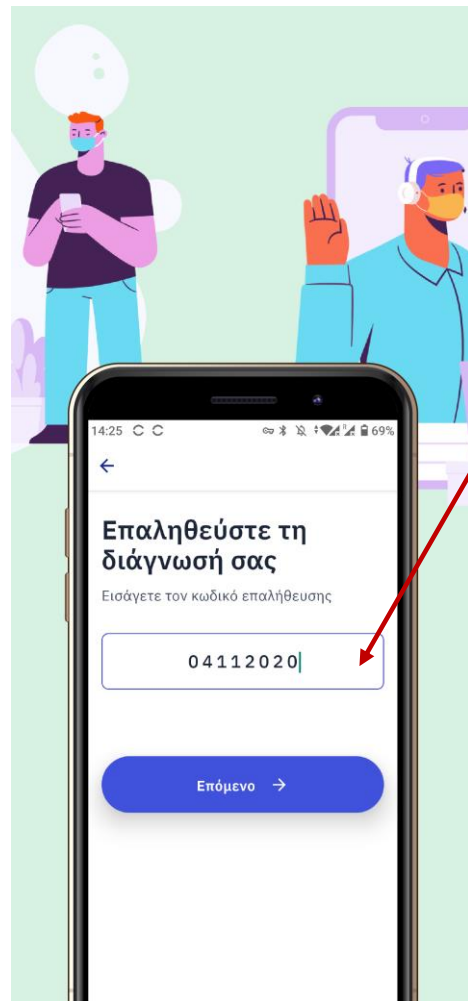 14:25
69%
Επαληθεύστε τη
διάγνωσή σας
Εισάγετε τον κωδικό επαλήθευσης
04112020
Επόμενο →